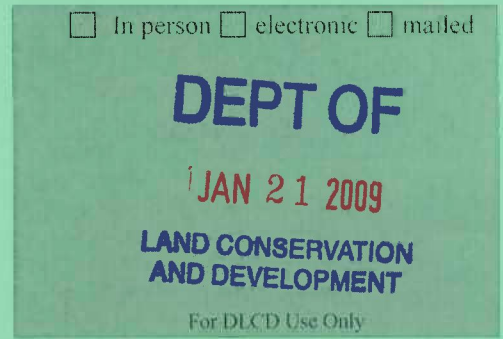 ☐ In person ☐ electronic ☐ mailed
DEPT OF
JAN 21 2009
LAND CONSERVATION
AND DEVELOPMENT
For DLCD Use Only